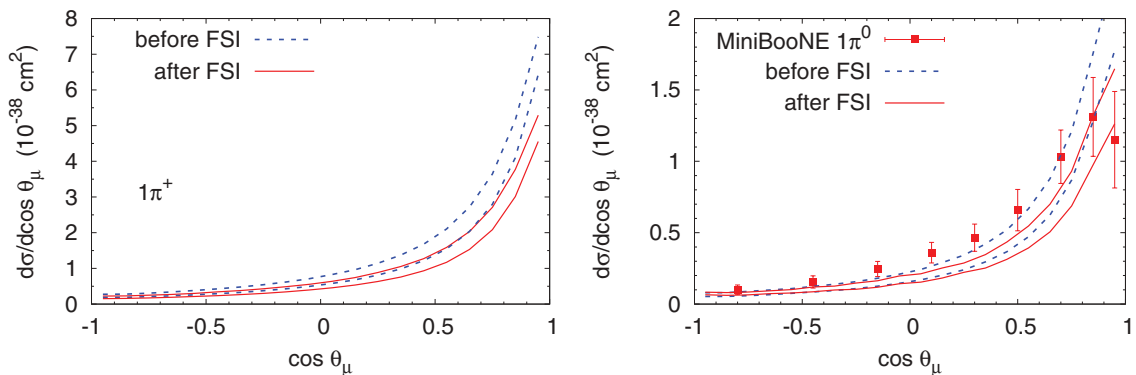 before FSI
after FSI
1π⁺
dσ/dcos θμ (10⁻³⁸ cm²)
8
7
6
5
4
3
2
1
0
-1
-0.5
0
0.5
1
cos θμ
MiniBooNE 1π⁰
before FSI
after FSI
dσ/dcos θμ (10⁻³⁸ cm²)
2
1.5
1
0.5
0
-1
-0.5
0
0.5
1
cos θμ